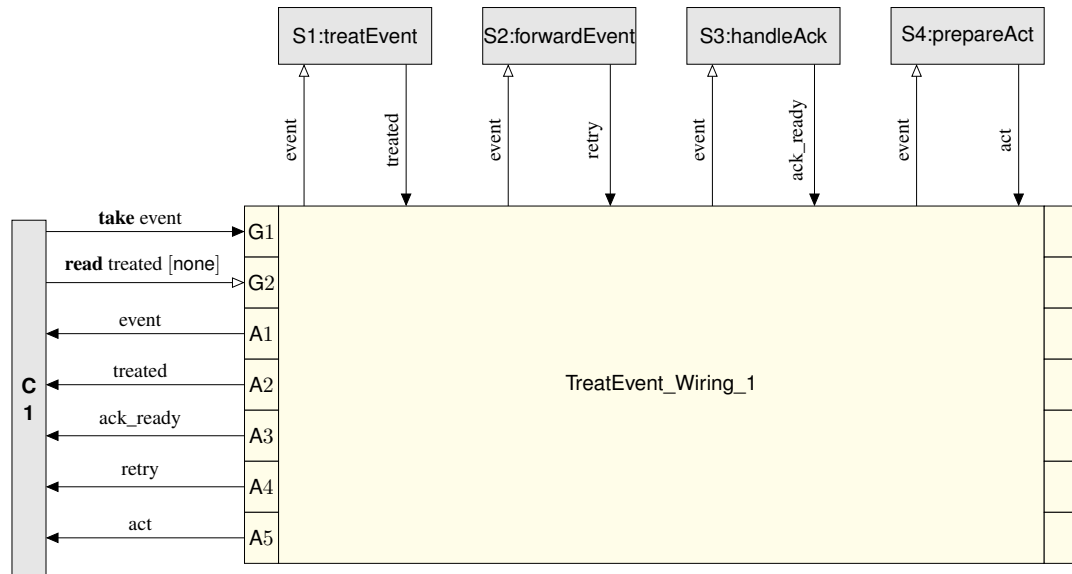 S1:treatEvent
S2:forwardEvent
S3:handleAck
S4:prepareAct
event
treated
event
retry
event
ack_ready
event
act
take event
G1
read treated [none]
G2
event
A1
treated
A2
C
1
TreatEvent_Wiring_1
ack_ready
A3
retry
A4
act
A5